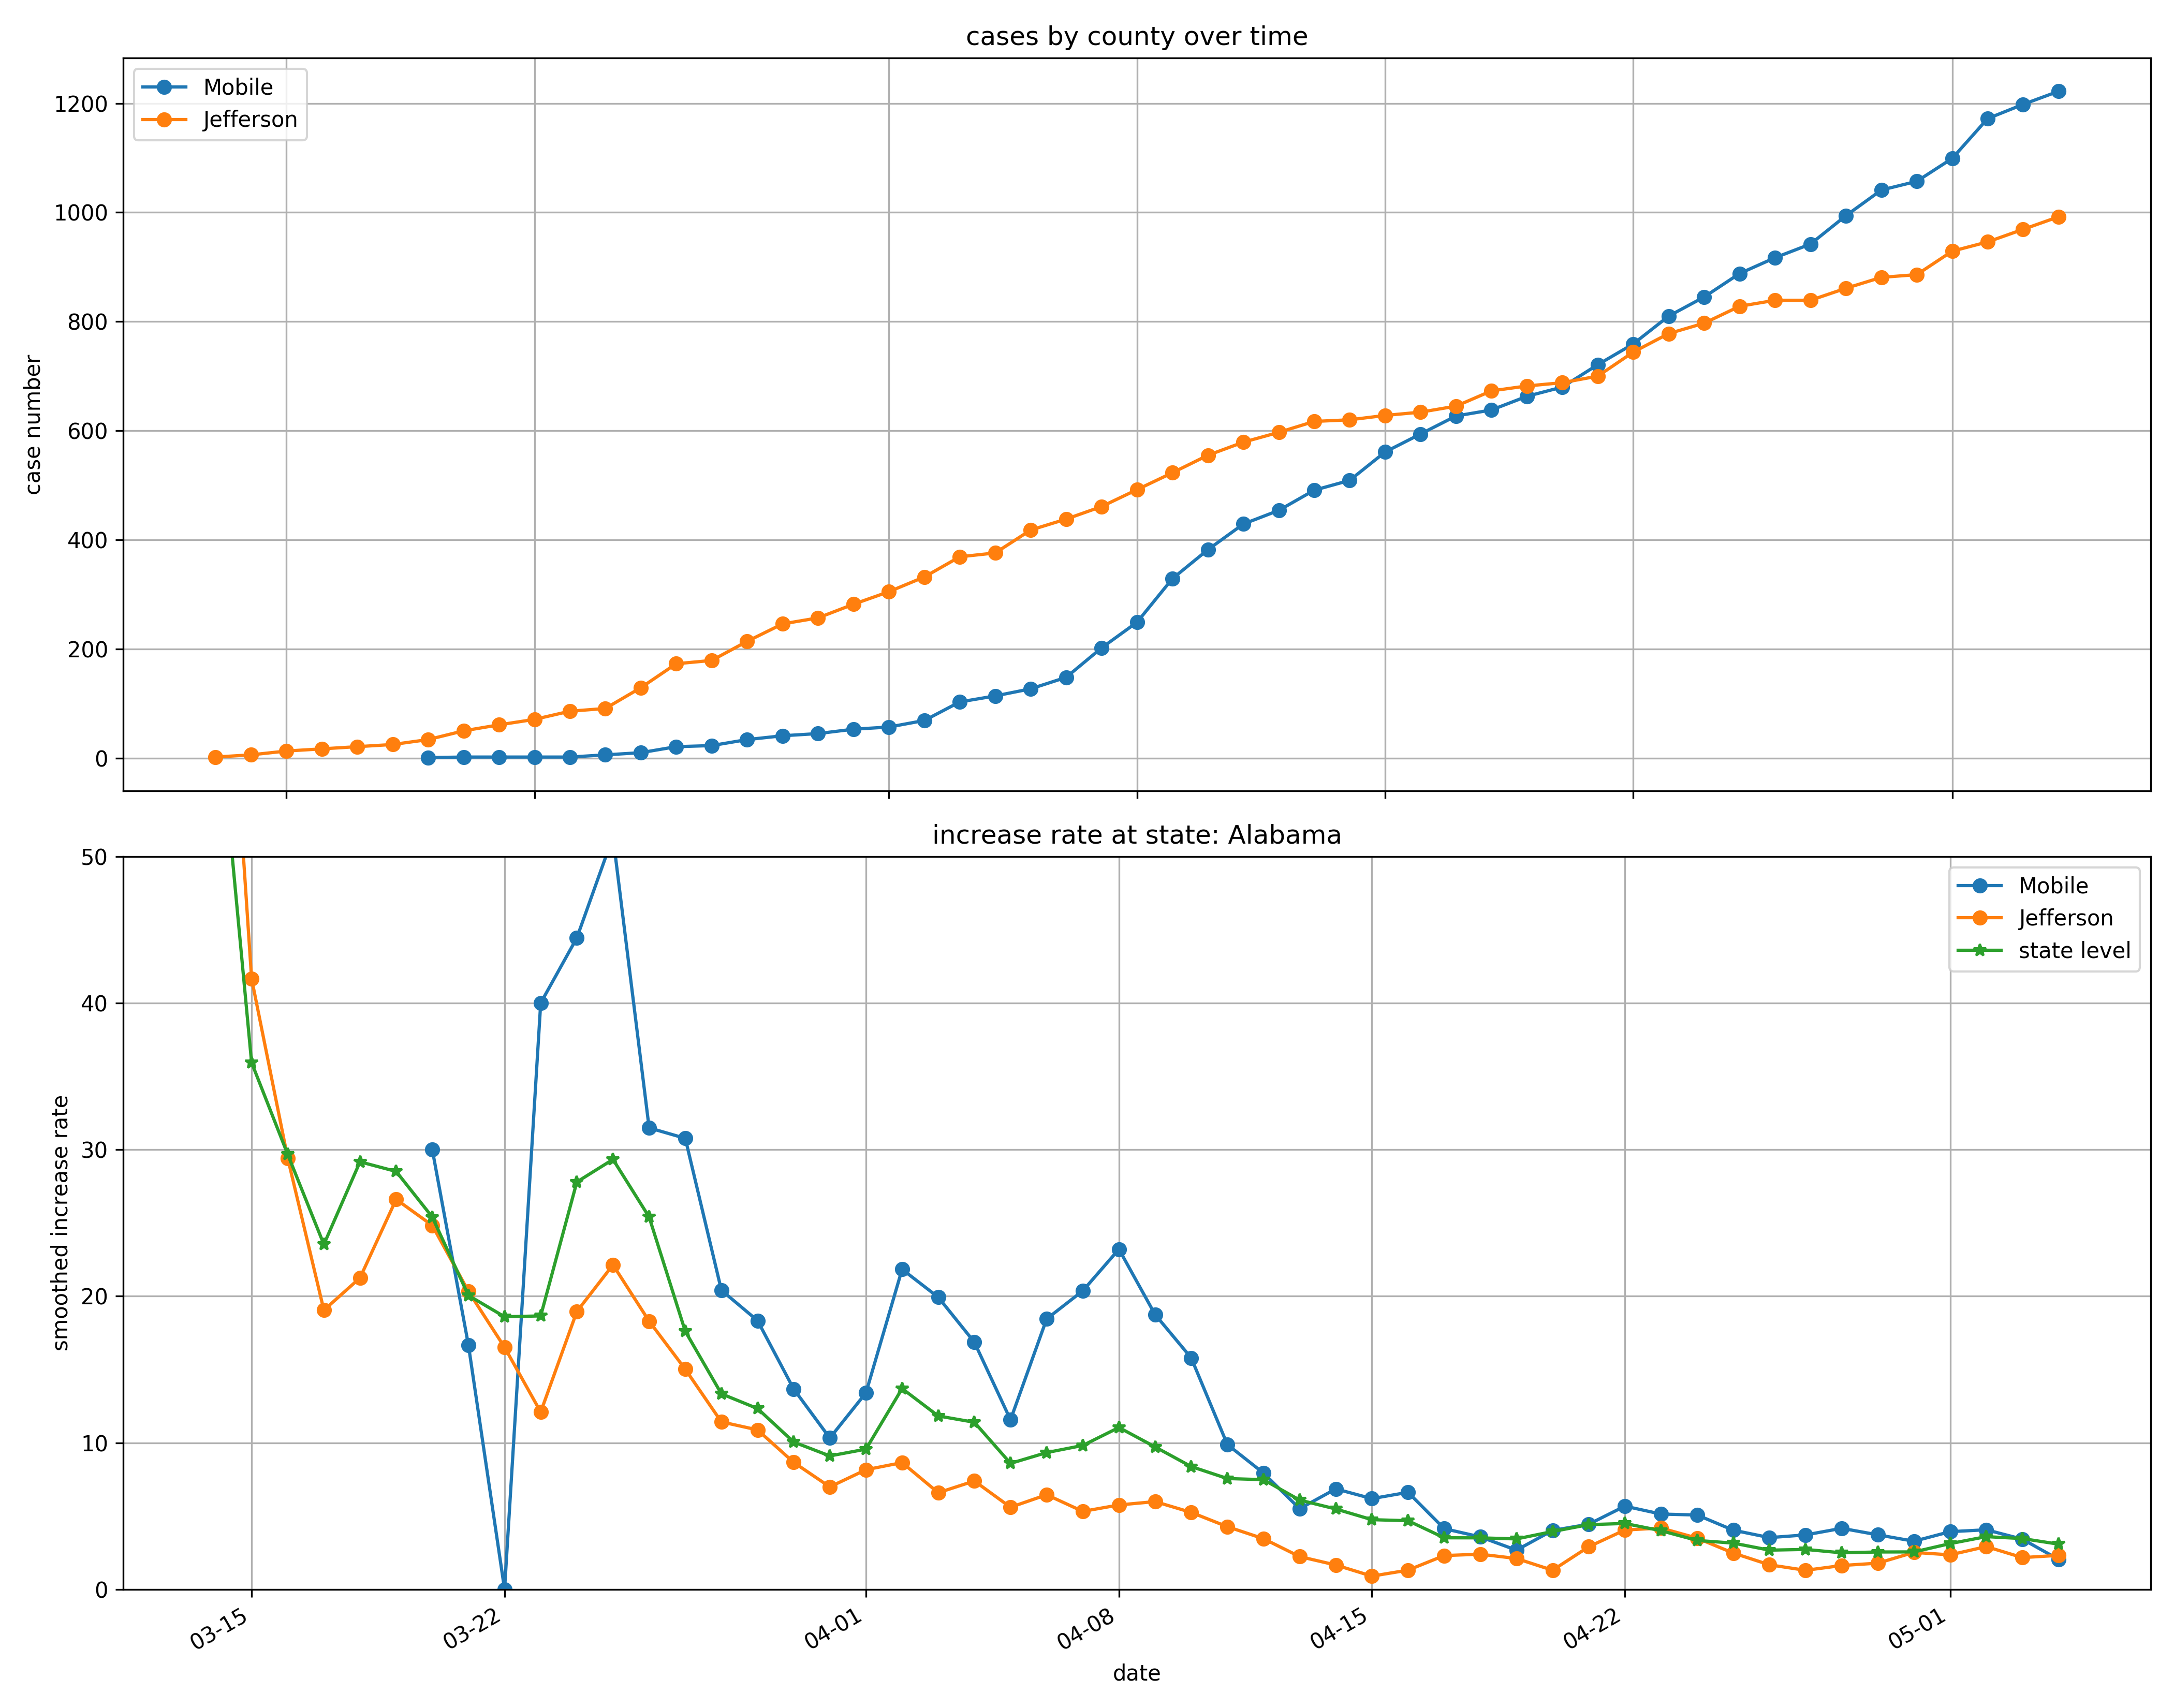 cases by county over time
Mobile
Jefferson
1200
1000
800
600
400
200
0
case number
increase rate at state: Alabama
Mobile
Jefferson
state level
50
40
30
20
10
0
smoothed increase rate
03-15
03-22
04-01
04-08
04-15
04-22
05-01
date